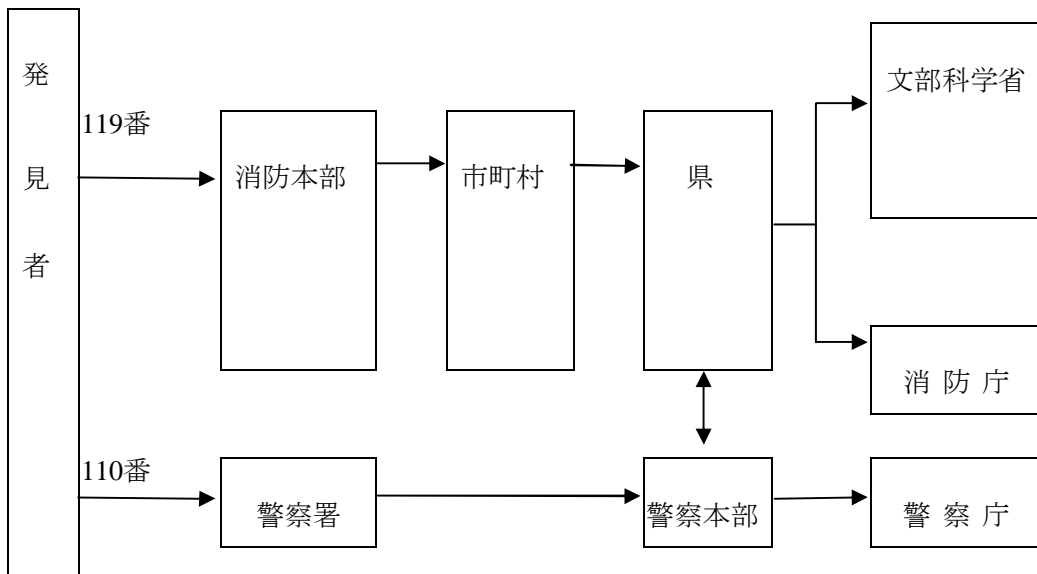 発見者
119番
消防本部
市町村
県
文部科学省
消 防 庁
110番
警察署
警察本部
警 察 庁